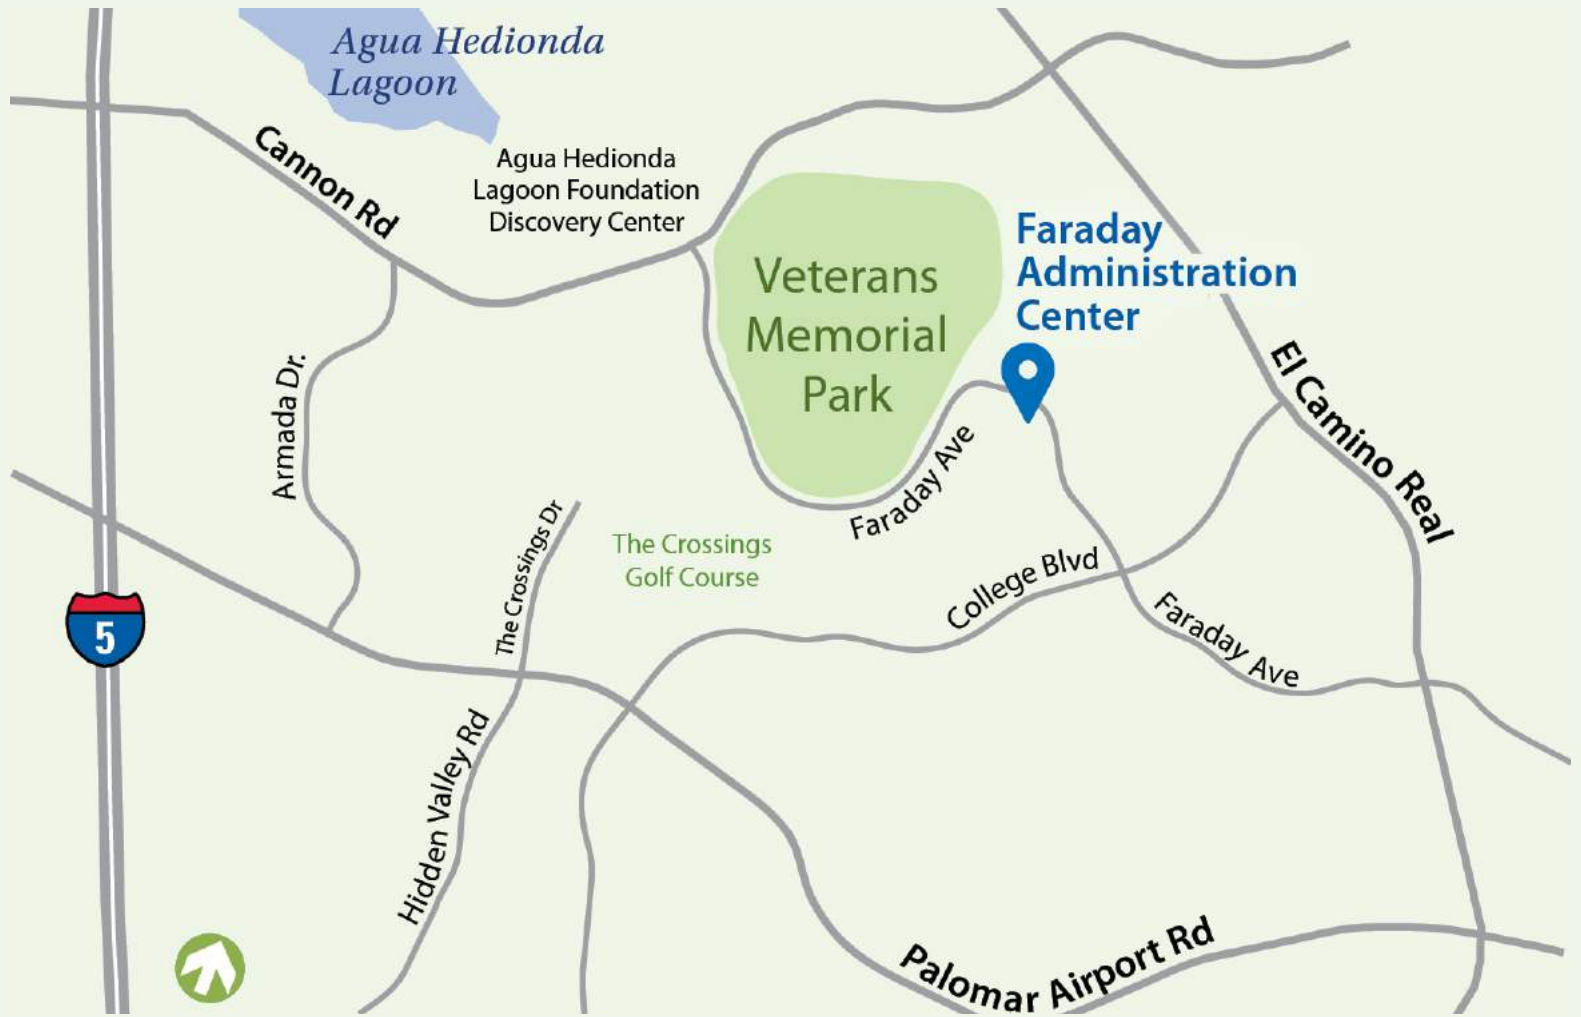 Agua Hedionda
Lagoon
Cannon Rd
Agua Hedionda
Lagoon Foundation
Discovery Center
Veterans
Memorial
Park
Faraday
Administration
Center
El Camino Real
Armada Dr.
Faraday Ave
The Crossings Dr
The Crossings
Golf Course
College Blvd
Faraday Ave
5
Hidden Valley Rd
Palomar Airport Rd